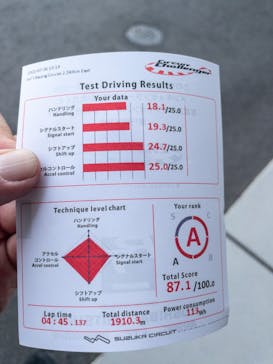 Circuit
Challenger
Test Driving Results
Your data
ハンドリング
Handling
18.1/25.0
シグナルスタート
Signal start
19.3/25.0
シフトアップ
Shift up
24.7/25.0
セルコントロール
Accel control
25.0/25.0
Technique level chart
ハンドリング
Handling
アクセル
コントロール
Accel control
シグナルスタート
Signal start
シフトアップ
Shift up
Your rank
S
C
A
A
B
Total Score
87.1/100.0
Lap time
04:45.137
Total distance
1910.3m
Power consumption
113Wh
SUZUKA CIRCUIT